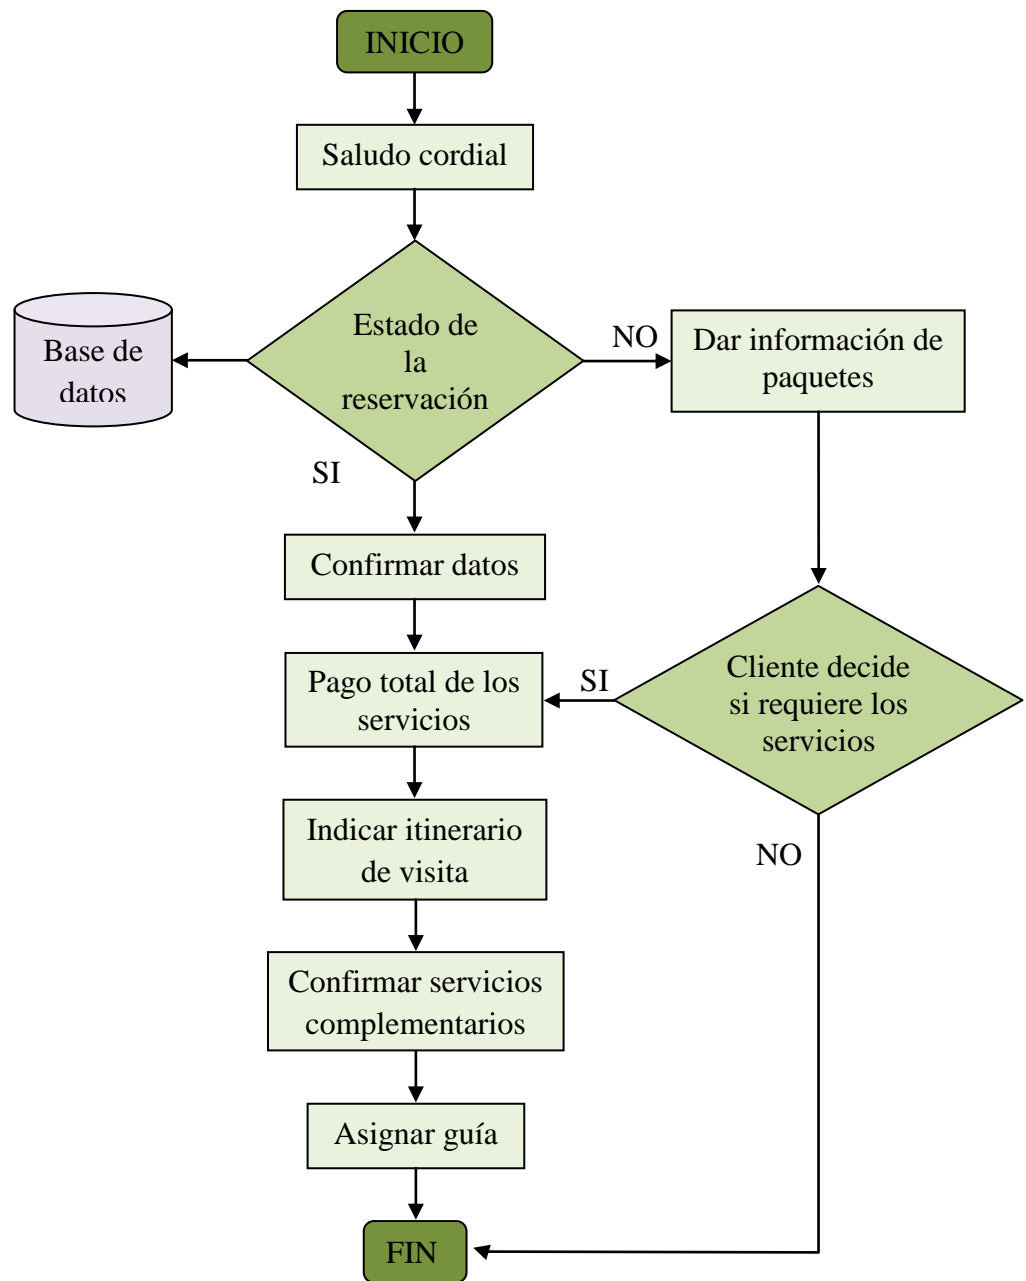 INICIO
Saludo cordial
Estado de
la
reservación
Base de
datos
NO
Dar información de
paquetes
SI
Confirmar datos
Pago total de los
servicios
SI
Cliente decide
si requiere los
servicios
Indicar itinerario
de visita
NO
Confirmar servicios
complementarios
Asignar guía
FIN